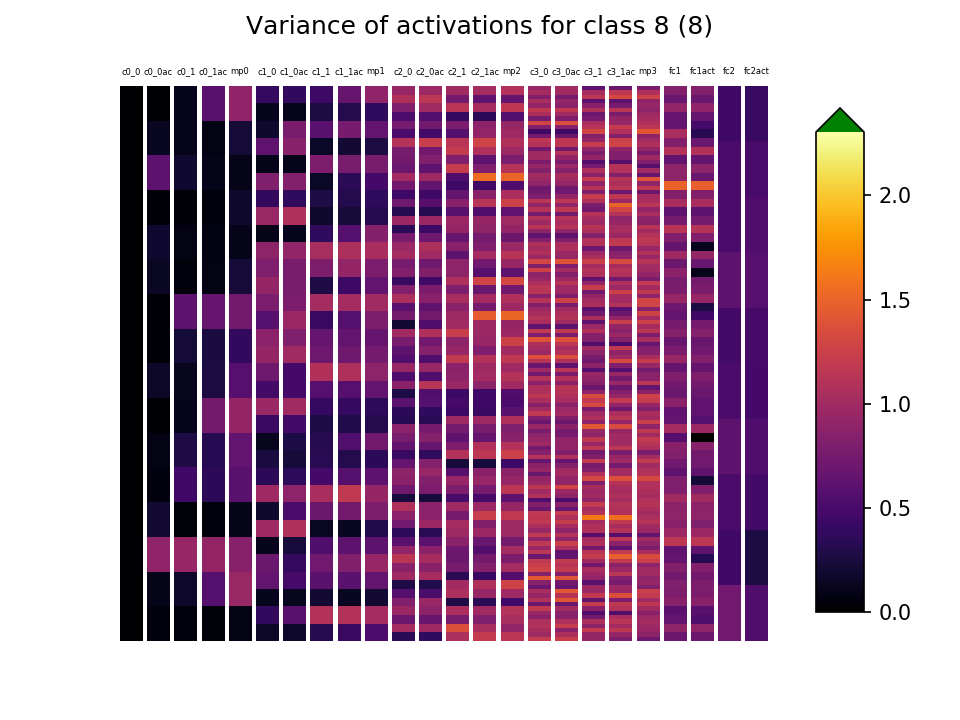 Variance of activations for class 8 (8)
c0_0 c0_0ac c0_1 c0_1ac mp0 c1_0 c1_0ac c1_1 c1_1ac mp1 c2_0 c2_0ac c2_1 c2_1ac mp2 c3_0 c3_0ac c3_1 c3_1ac mp3 fc1 fc1act fc2 fc2act
2.0
1.5
1.0
0.5
0.0